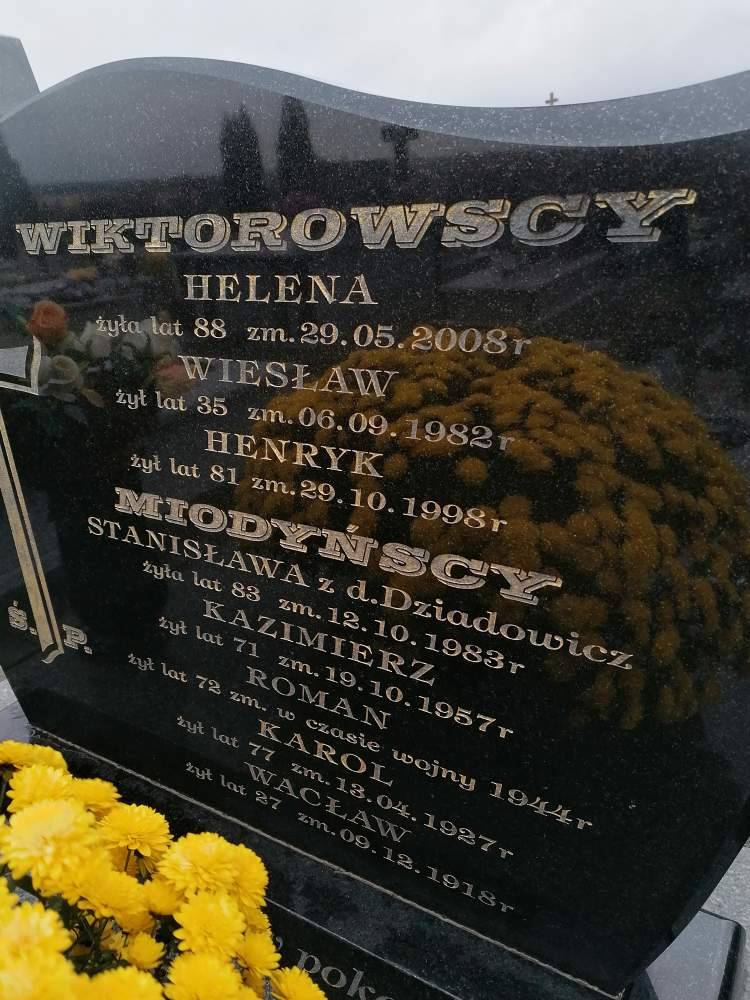 WIKTOROWSCY
HELENA
żyła lat 88 zm. 29.05.2008r
WIESŁAW
żył lat 35 zm. 06.09.1982r
HENRYK
żył lat 81 zm. 29.10.1998r
MIODYŃSCY
STANISŁAWA z d. Dziadowicz
żyła lat 83 zm. 12.10.1983r
KAZIMIERZ
żył lat 71 zm. 19.10.1957r
ROMAN
żył lat 72 zm. w czasie wojny 1944r
KAROL
żył lat 77 zm. 13.04.1927r
WACŁAW
żył lat 27 zm. 09.12.1918r
Ś. P.